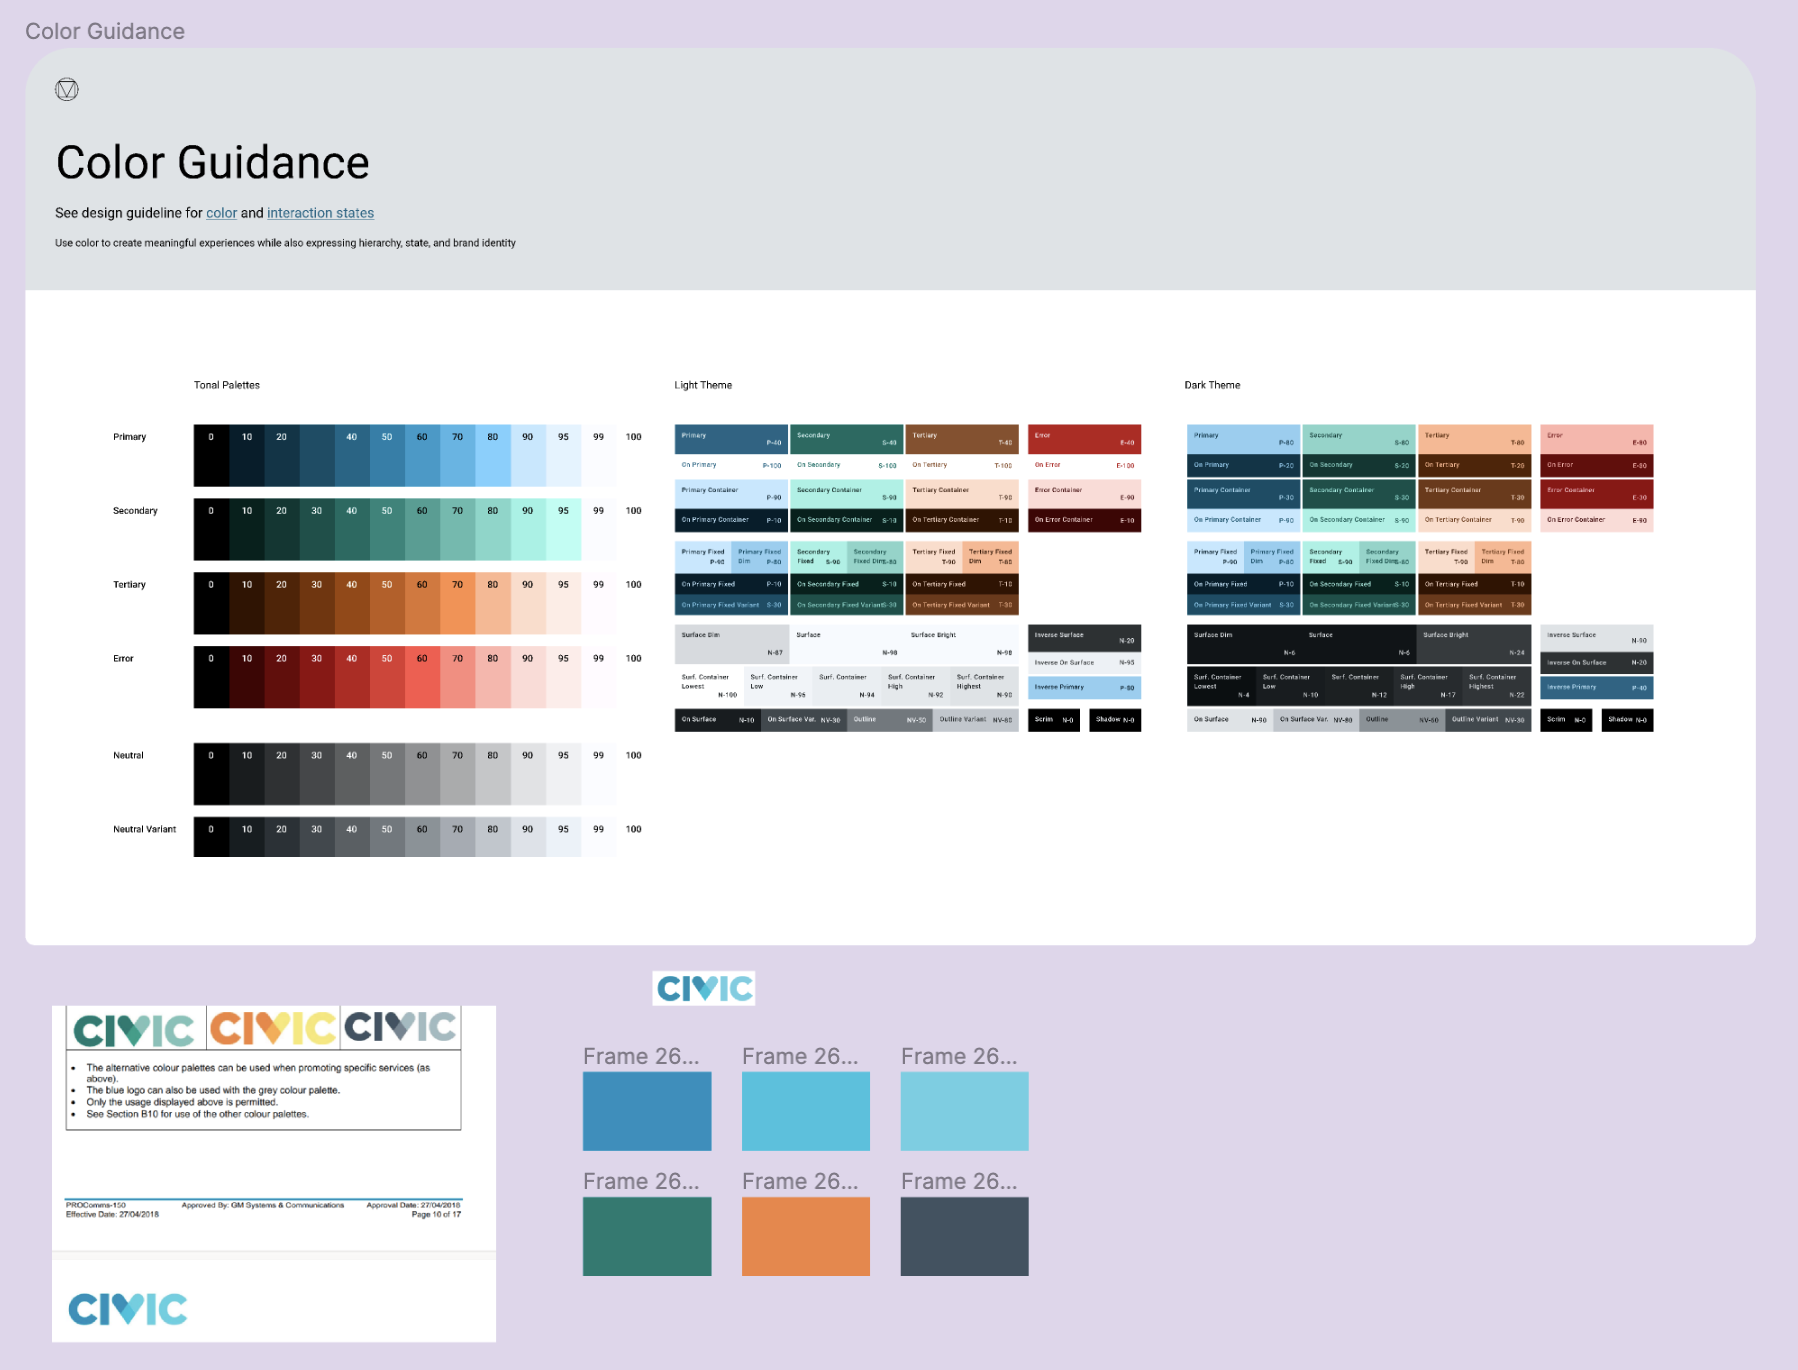 Color Guidance
Color Guidance
See design guideline for color and interaction states
Use color to create meaningful experiences while also expressing hierarchy, state, and brand identity
Tonal Palettes
Primary
0 10 20 40 50 60 70 80 90 95 99 100
Secondary
0 10 20 30 40 50 60 70 80 90 95 99 100
Tertiary
0 10 20 30 40 50 60 70 80 90 95 99 100
Error
0 10 20 30 40 50 60 70 80 90 95 99 100
Neutral
0 10 20 30 40 50 60 70 80 90 95 99 100
Neutral Variant
0 10 20 30 40 50 60 70 80 90 95 99 100
Light Theme
Primary P-40 Secondary S-40 Tertiary T-40 Error E-40
On Primary P-100 On Secondary S-100 On Tertiary T-100 On Error E-100
Primary Container P-90 Secondary Container S-90 Tertiary Container T-90 Error Container E-90
On Primary Container P-10 On Secondary Container S-10 On Tertiary Container T-10 On Error Container E-10
Primary Fixed P-90 Primary Fixed Dim P-80 Secondary Fixed S-90 Secondary Fixed Dim S-80 Tertiary Fixed T-90 Tertiary Fixed Dim T-80
On Primary Fixed P-10 On Secondary Fixed S-10 On Tertiary Fixed T-10
On Primary Fixed Variant S-30 On Secondary Fixed Variant S-30 On Tertiary Fixed Variant T-30
Surface Dim N-87 Surface N-98 Surface Bright N-98 Inverse Surface N-20
Inverse On Surface N-95
Surf. Container Lowest N-100 Surf. Container Low N-96 Surf. Container N-94 Surf. Container High N-92 Surf. Container Highest N-90 Inverse Primary P-80
On Surface N-10 On Surface Var. NV-30 Outline NV-50 Outline Variant NV-80 Scrim N-0 Shadow N-0
Dark Theme
Primary P-80 Secondary S-80 Tertiary T-80 Error E-80
On Primary P-20 On Secondary S-20 On Tertiary T-20 On Error E-20
Primary Container P-30 Secondary Container S-30 Tertiary Container T-30 Error Container E-30
On Primary Container P-90 On Secondary Container S-90 On Tertiary Container T-90 On Error Container E-90
Primary Fixed P-90 Primary Fixed Dim P-80 Secondary Fixed S-90 Secondary Fixed Dim S-80 Tertiary Fixed T-90 Tertiary Fixed Dim T-80
On Primary Fixed P-10 On Secondary Fixed S-10 On Tertiary Fixed T-10
On Primary Fixed Variant S-30 On Secondary Fixed Variant S-30 On Tertiary Fixed Variant T-30
Surface Dim N-6 Surface N-6 Surface Bright N-24 Inverse Surface N-90
Inverse On Surface N-20
Surf. Container Lowest N-4 Surf. Container Low N-10 Surf. Container N-12 Surf. Container High N-17 Surf. Container Highest N-22 Inverse Primary P-40
On Surface N-90 On Surface Var. NV-80 Outline NV-60 Outline Variant NV-30 Scrim N-0 Shadow N-0
CIVIC CIVIC CIVIC
• The alternative colour palettes can be used when promoting specific services (as
above).
• The blue logo can also be used with the grey colour palette.
• Only the usage displayed above is permitted.
• See Section B10 for use of the other colour palettes.
PROComms-150 Approved By: GM Systems & Communications Approval Date: 27/04/2018
Effective Date: 27/04/2018 Page 10 of 17
CIVIC
CIVIC
Frame 26... Frame 26... Frame 26...
Frame 26... Frame 26... Frame 26...